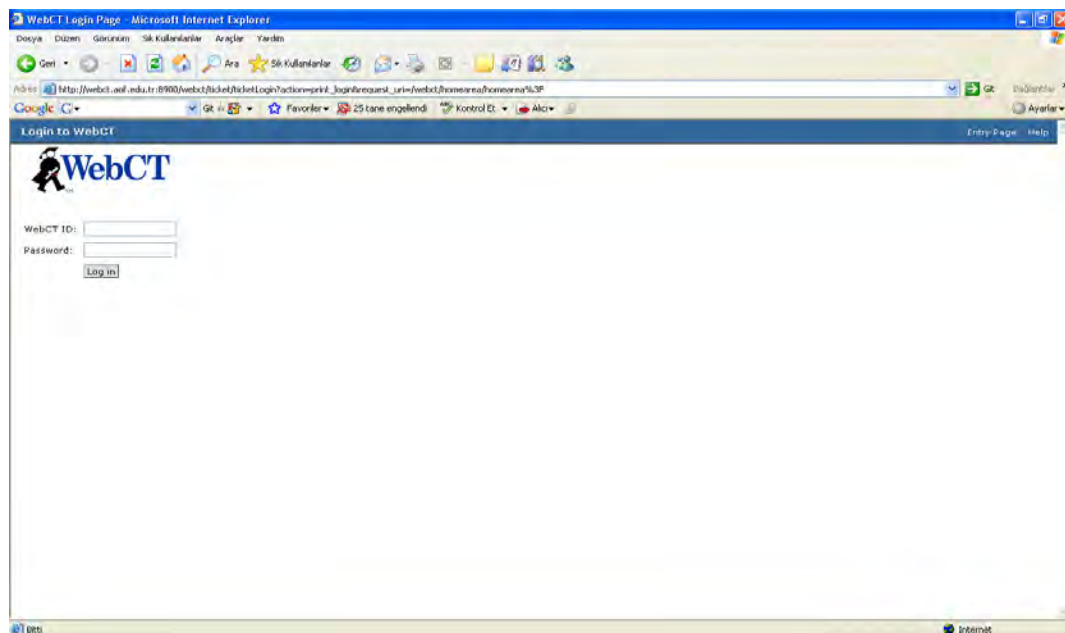 WebCT Login Page - Microsoft Internet Explorer
Dosya Düzen Görünüm Sık Kullanılanlar Araçlar Yardım
Geri Ara Sık Kullanılanlar
Adres http://webct.aof.edu.tr:8900/webct/ticket/ticketLogin?action=print_login&request_uri=/webct/homearea/homearea%3F Git Bağlantılar
Google G Git Favoriler 25 tane engellendi Kontrol Et Alıcı Ayarlar
Login to WebCT Entry Page Help
WebCT
WebCT ID:
Password:
Log in
Bitti Internet